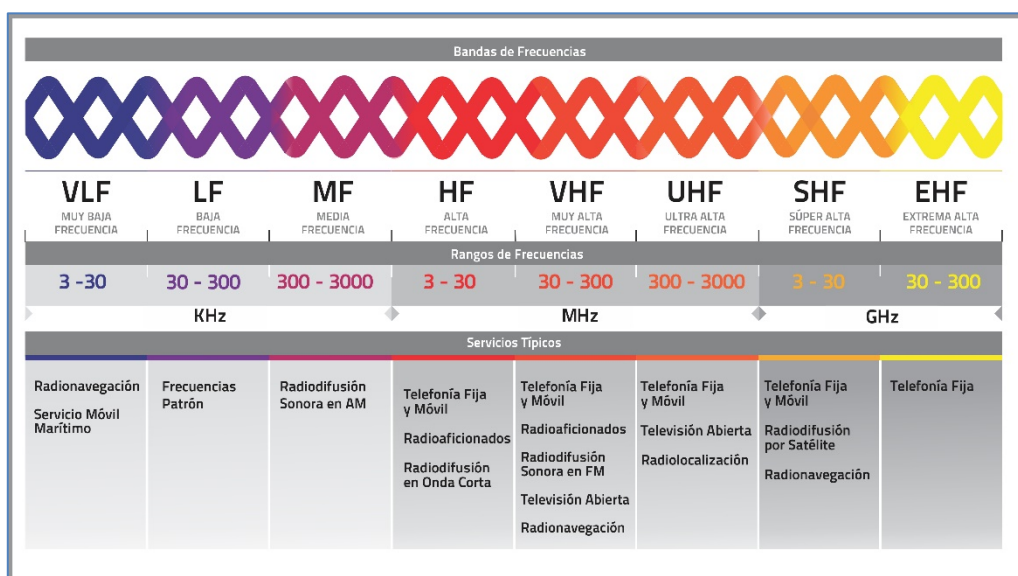 Bandas de Frecuencias
VLF
MUY BAJA
FRECUENCIA
LF
BAJA
FRECUENCIA
MF
MEDIA
FRECUENCIA
HF
ALTA
FRECUENCIA
VHF
MUY ALTA
FRECUENCIA
UHF
ULTRA ALTA
FRECUENCIA
SHF
SÚPER ALTA
FRECUENCIA
EHF
EXTREMA ALTA
FRECUENCIA
Rangos de Frecuencias
3 -30
30 - 300
300 - 3000
3 - 30
30 - 300
300 - 3000
3 - 30
30 - 300
KHz
MHz
GHz
Servicios Típicos
Radionavegación
Servicio Móvil
Marítimo
Frecuencias
Patrón
Radiodifusión
Sonora en AM
Telefonía Fija
y Móvil
Radioaficionados
Radiodifusión
en Onda Corta
Telefonía Fija
y Móvil
Radioaficionados
Radiodifusión
Sonora en FM
Televisión Abierta
Radionavegación
Telefonía Fija
y Móvil
Televisión Abierta
Radiolocalización
Telefonía Fija
y Móvil
Radiodifusión
por Satélite
Radionavegación
Telefonía Fija